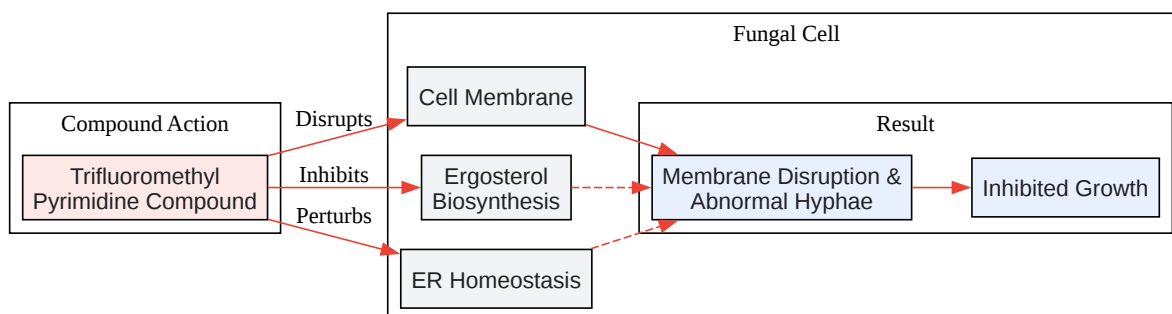 Fungal Cell
Compound Action
Trifluoromethyl
Pyrimidine Compound
Disrupts
Inhibits
Perturbs
Cell Membrane
Ergosterol
Biosynthesis
ER Homeostasis
Result
Membrane Disruption &
Abnormal Hyphae
Inhibited Growth